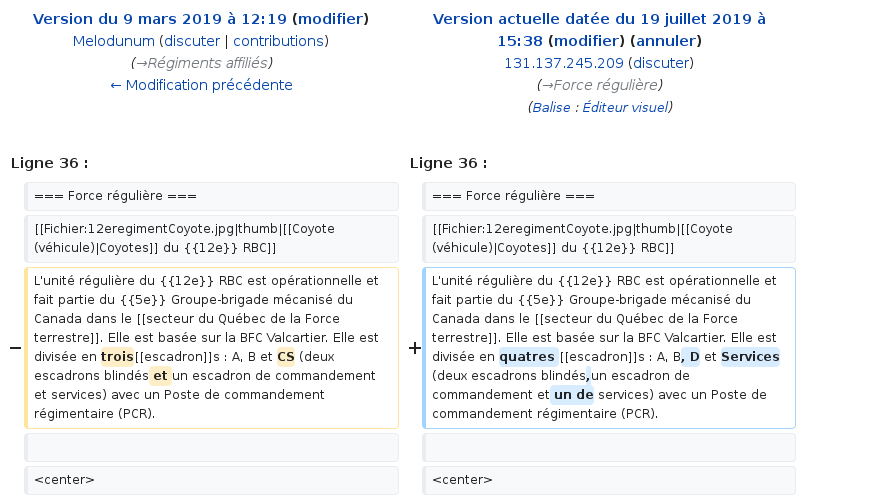 Version du 9 mars 2019 à 12:19 (modifier)
Melodunum (discuter | contributions)
(→Régiments affiliés)
← Modification précédente
Version actuelle datée du 19 juillet 2019 à
15:38 (modifier) (annuler)
131.137.245.209 (discuter)
(→Force régulière)
(Balise : Éditeur visuel)
Ligne 36 :
Ligne 36 :
=== Force régulière ===
=== Force régulière ===
[[Fichier:12eregimentCoyote.jpg|thumb|[[Coyote
(véhicule)|Coyotes]] du {{12e}} RBC]]
[[Fichier:12eregimentCoyote.jpg|thumb|[[Coyote
(véhicule)|Coyotes]] du {{12e}} RBC]]
−
L'unité régulière du {{12e}} RBC est opérationnelle et
fait partie du {{5e}} Groupe-brigade mécanisé du
Canada dans le [[secteur du Québec de la Force
terrestre]]. Elle est basée sur la BFC Valcartier. Elle est
divisée en trois[[escadron]]s : A, B et CS (deux
escadrons blindés et un escadron de commandement
et services) avec un Poste de commandement
régimentaire (PCR).
+
L'unité régulière du {{12e}} RBC est opérationnelle et
fait partie du {{5e}} Groupe-brigade mécanisé du
Canada dans le [[secteur du Québec de la Force
terrestre]]. Elle est basée sur la BFC Valcartier. Elle est
divisée en quatres [[escadron]]s : A, B, D et Services
(deux escadrons blindés,un escadron de
commandement et un de services) avec un Poste de
commandement régimentaire (PCR).
<center>
<center>